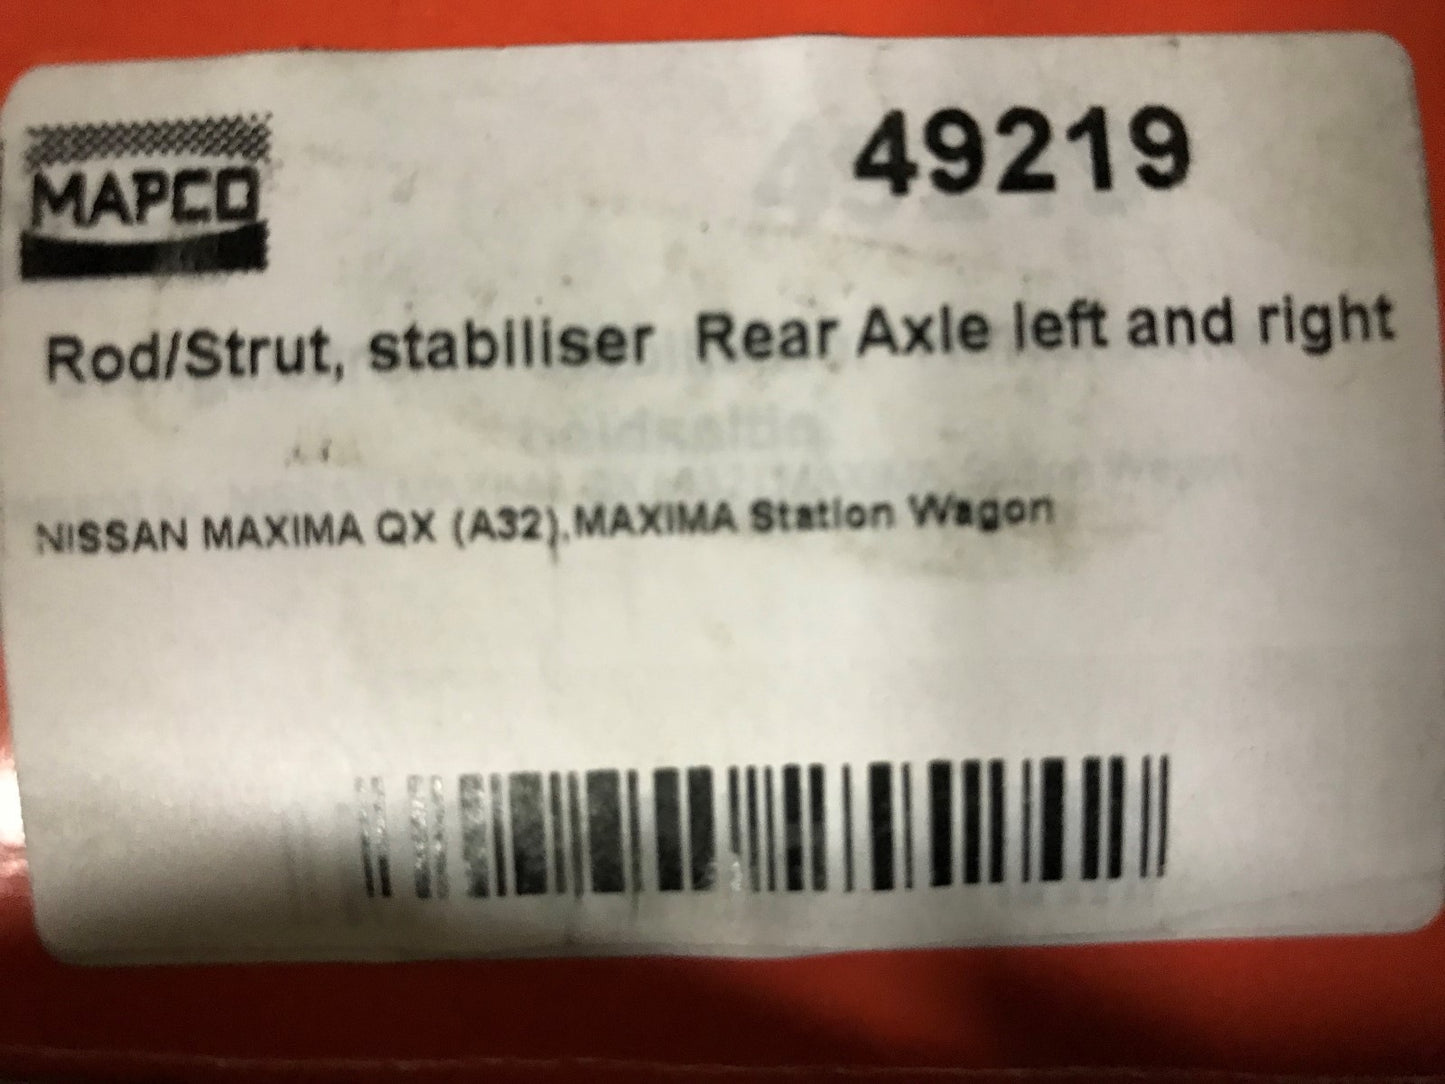 MAPCO
49219
Rod/Strut, stabiliser Rear Axle left and right
NISSAN MAXIMA QX (A32),MAXIMA Station Wagon